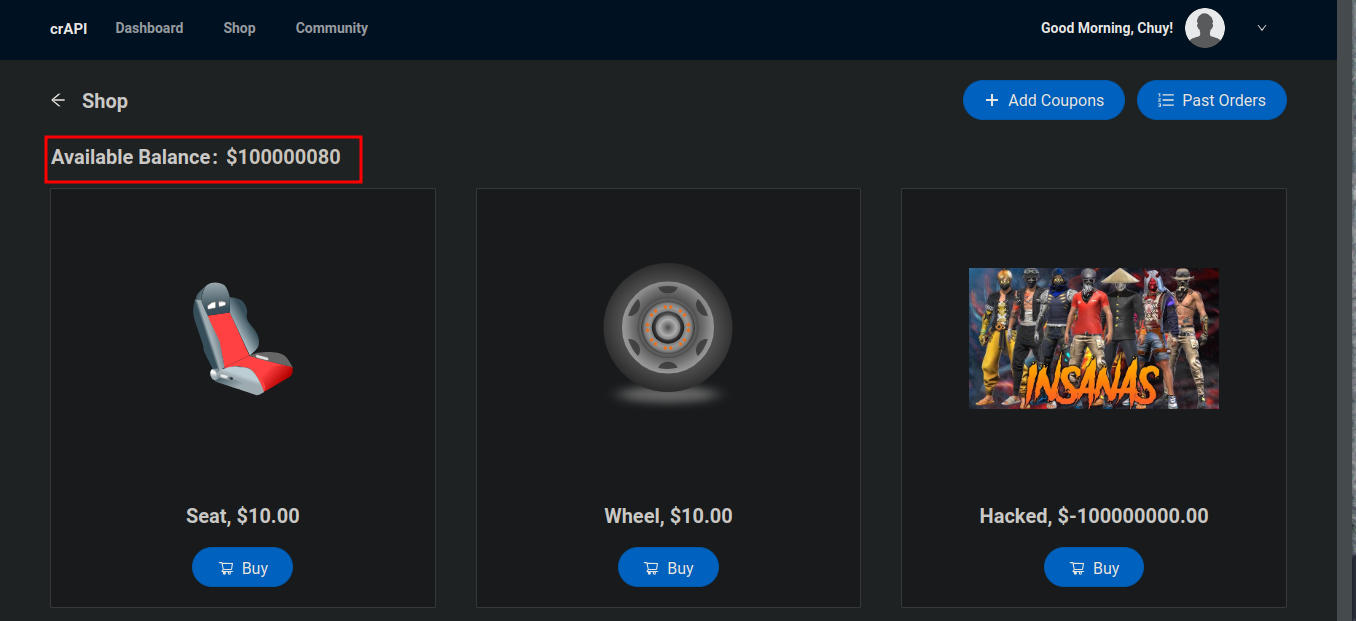 crAPI Dashboard Shop Community Good Morning, Chuy!
Shop Add Coupons Past Orders
Available Balance: $100000080
INSANAS
Seat, $10.00 Wheel, $10.00 Hacked, $-100000000.00
Buy Buy Buy